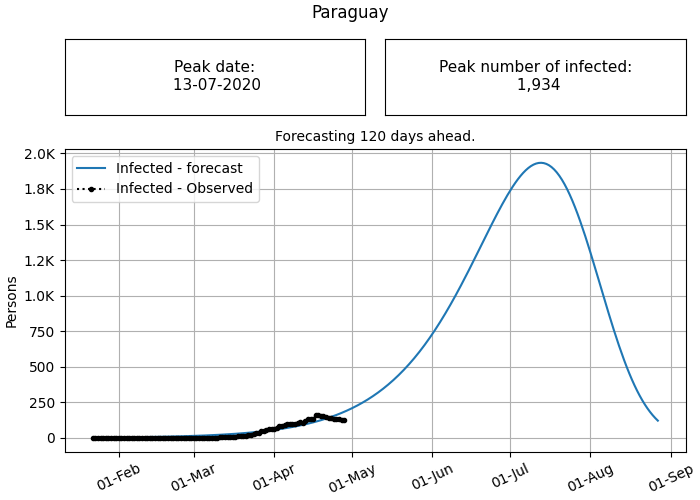 Paraguay
Peak date:
13-07-2020
Peak number of infected:
1,934
Forecasting 120 days ahead.
Infected - forecast
Infected - Observed
2.0K
1.8K
1.5K
1.2K
1.0K
750
500
250
0
Persons
01-Feb
01-Mar
01-Apr
01-May
01-Jun
01-Jul
01-Aug
01-Sep